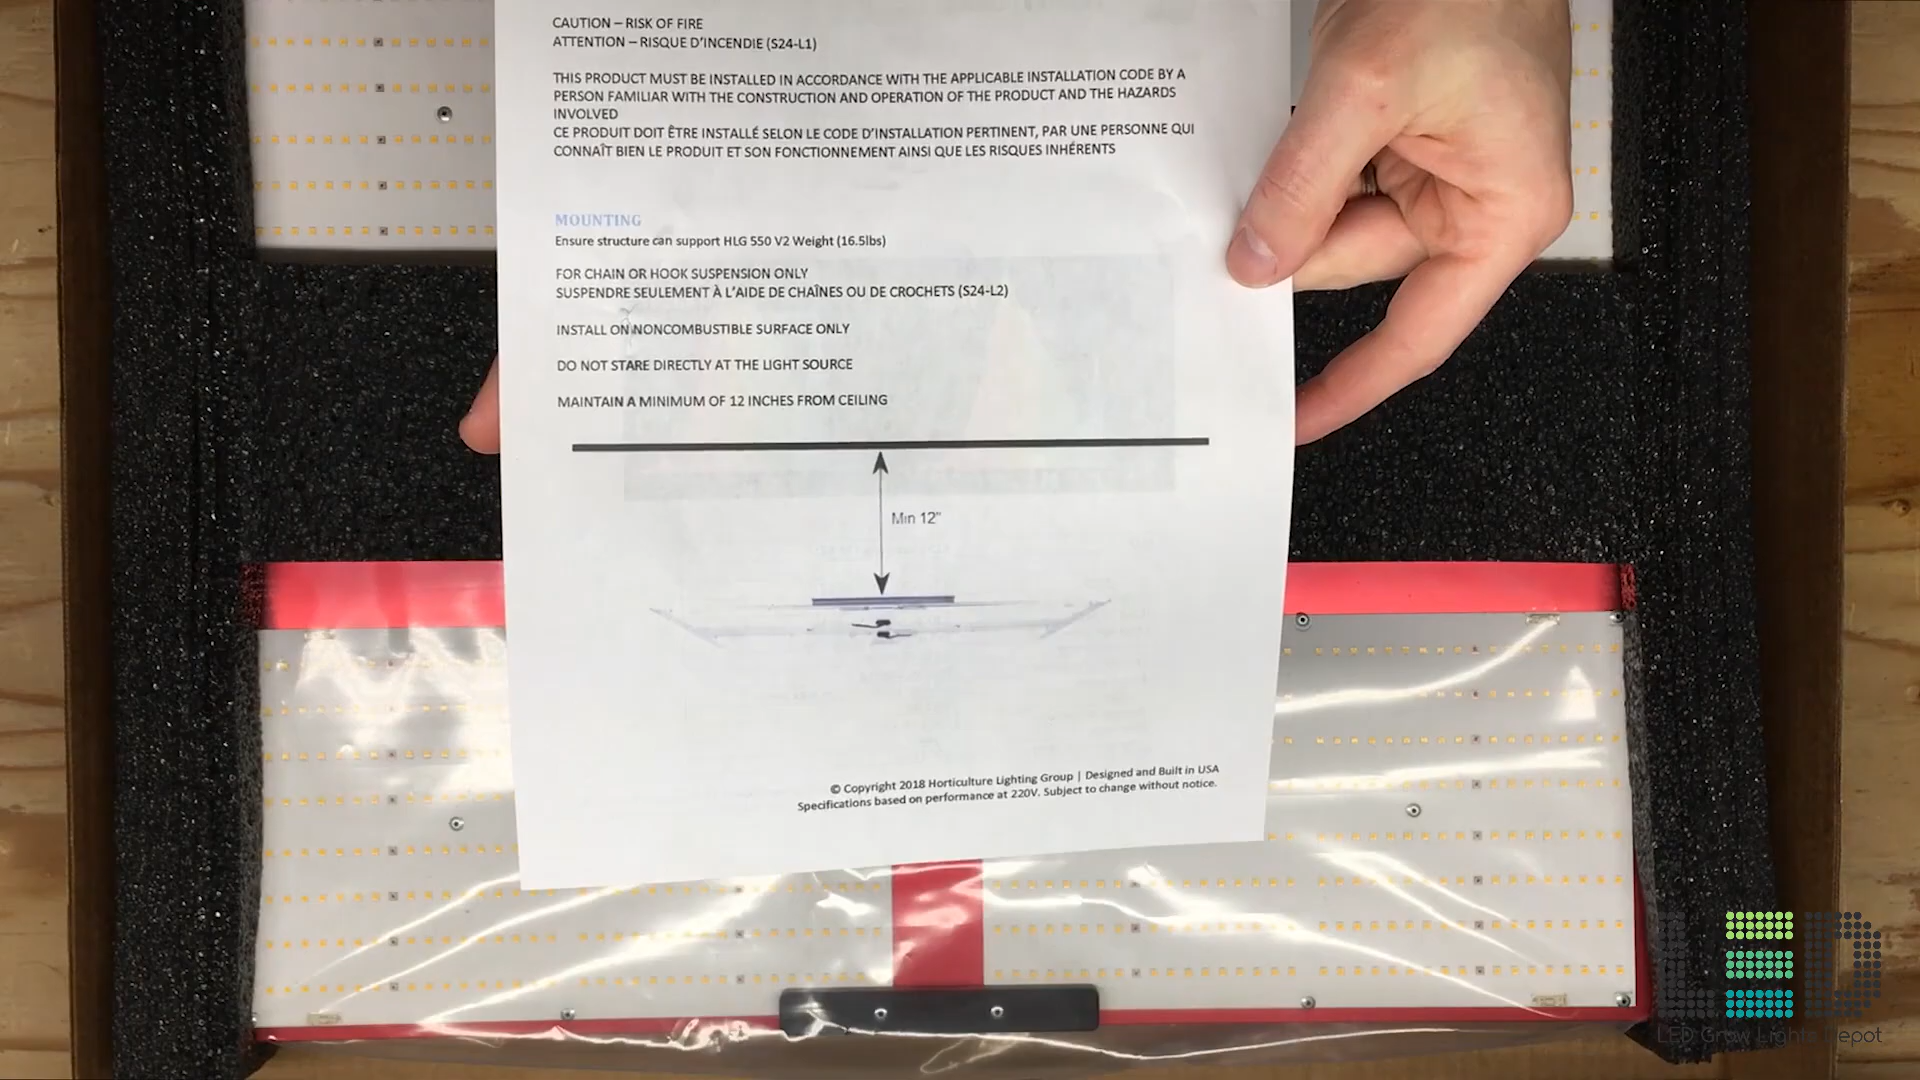 CAUTION – RISK OF FIRE
ATTENTION – RISQUE D'INCENDIE (S24-L1)
THIS PRODUCT MUST BE INSTALLED IN ACCORDANCE WITH THE APPLICABLE INSTALLATION CODE BY A
PERSON FAMILIAR WITH THE CONSTRUCTION AND OPERATION OF THE PRODUCT AND THE HAZARDS
INVOLVED
CE PRODUIT DOIT ÊTRE INSTALLÉ SELON LE CODE D'INSTALLATION PERTINENT, PAR UNE PERSONNE QUI
CONNAÎT BIEN LE PRODUIT ET SON FONCTIONNEMENT AINSI QUE LES RISQUES INHÉRENTS
MOUNTING
Ensure structure can support HLG 550 V2 Weight (16.5lbs)
FOR CHAIN OR HOOK SUSPENSION ONLY
SUSPENDRE SEULEMENT À L'AIDE DE CHAÎNES OU DE CROCHETS (S24-L2)
INSTALL ON NONCOMBUSTIBLE SURFACE ONLY
DO NOT STARE DIRECTLY AT THE LIGHT SOURCE
MAINTAIN A MINIMUM OF 12 INCHES FROM CEILING
Min 12"
© Copyright 2018 Horticulture Lighting Group | Designed and Built in USA
Specifications based on performance at 220V. Subject to change without notice.
LED
LED Grow Lights Depot